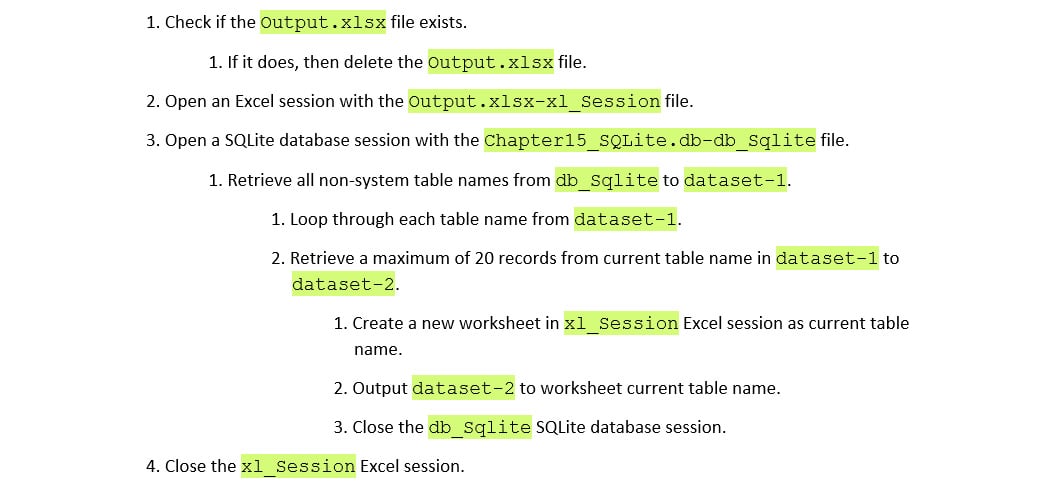 1. Check if the Output.xlsx file exists.
1. If it does, then delete the Output.xlsx file.
2. Open an Excel session with the Output.xlsx-xl_Session file.
3. Open a SQLite database session with the Chapter15_SQLite.db-db_Sqlite file.
1. Retrieve all non-system table names from db_Sqlite to dataset-1.
1. Loop through each table name from dataset-1.
2. Retrieve a maximum of 20 records from current table name in dataset-1 to
dataset-2.
1. Create a new worksheet in xl_Session Excel session as current table
name.
2. Output dataset-2 to worksheet current table name.
3. Close the db_Sqlite SQLite database session.
4. Close the xl_Session Excel session.